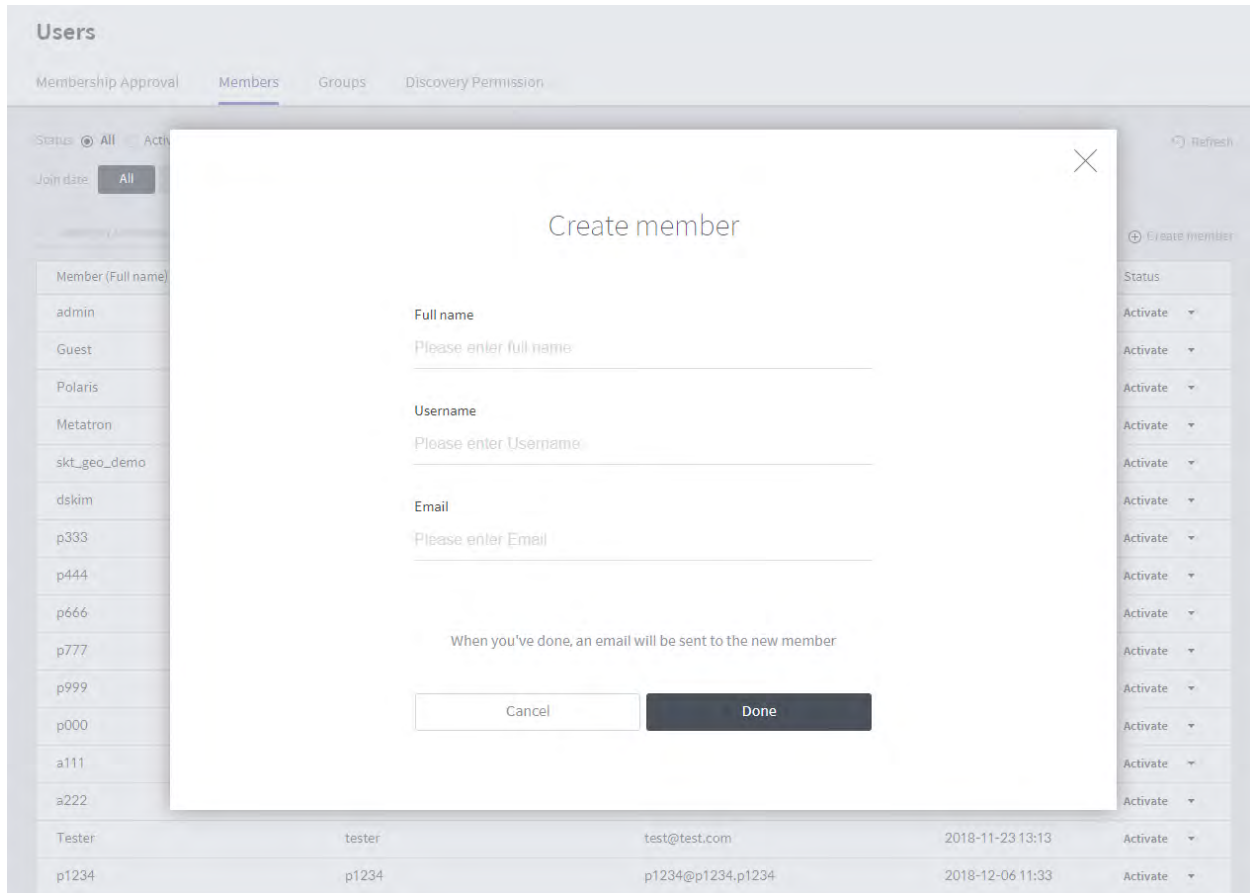 Users
Membership Approval Members Groups Discovery Permission
Status All Activ
Refresh
Join date All
Create member
Create member
Member (Full name) Status
admin Activate
Full name
Guest Activate
Please enter full name
Polaris Activate
Username
Metatron Activate
Please enter Username
skt_geo_demo Activate
dskim Activate
Email
p333 Activate
Please enter Email
p444 Activate
p666 Activate
When you've done, an email will be sent to the new member
p777 Activate
p999 Activate
Cancel Done
p000 Activate
a111 Activate
a222 Activate
Tester tester test@test.com 2018-11-23 13:13 Activate
p1234 p1234 p1234@p1234.p1234 2018-12-06 11:33 Activate